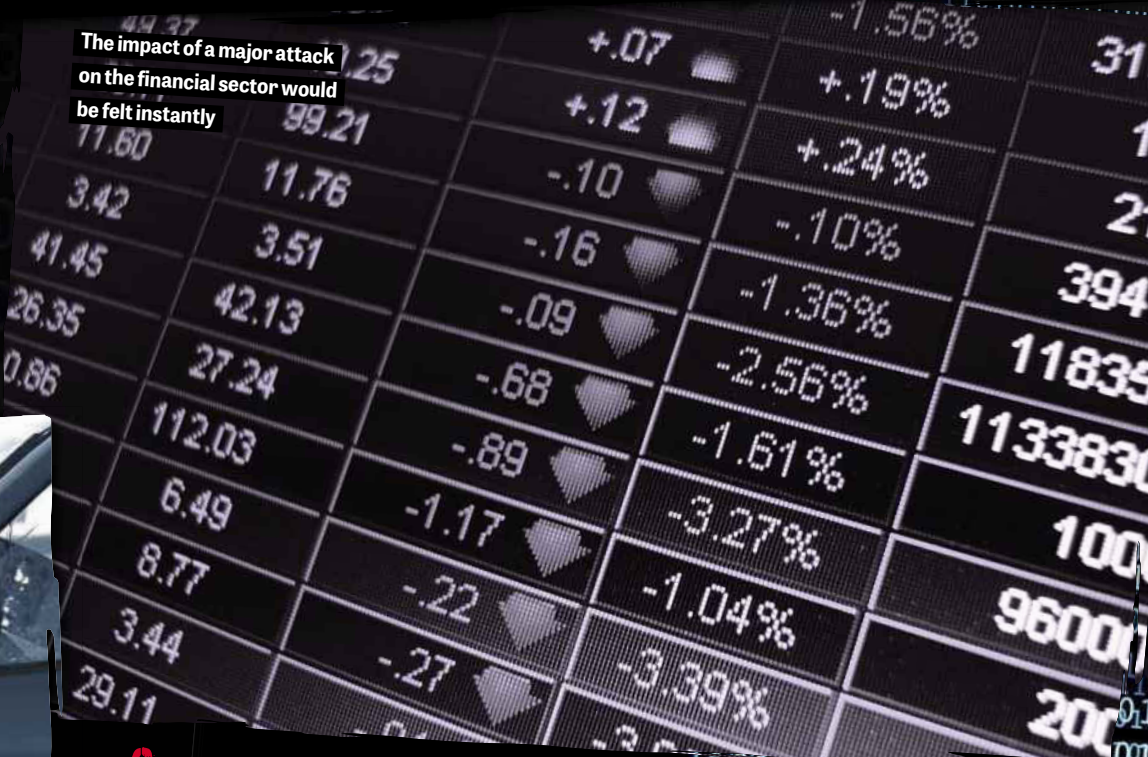 The impact of a major attack
on the financial sector would
be felt instantly
-1.56% 31
+.07 +.19% 1
49.37 .25 +.12 +.24% 21
99.21 -.10 -.10% 394
11.60 11.76 -.16 -1.36%
3.42 3.51 -.09 -2.56% 11835
41.45 42.13 -.68 -1.61% 113383
26.35 27.24 -.89 -3.27% 100
0.86 112.03 -1.17 -1.04% 9600
6.49 -.22 -3.39% 200
8.77 -.27
3.44
29.11